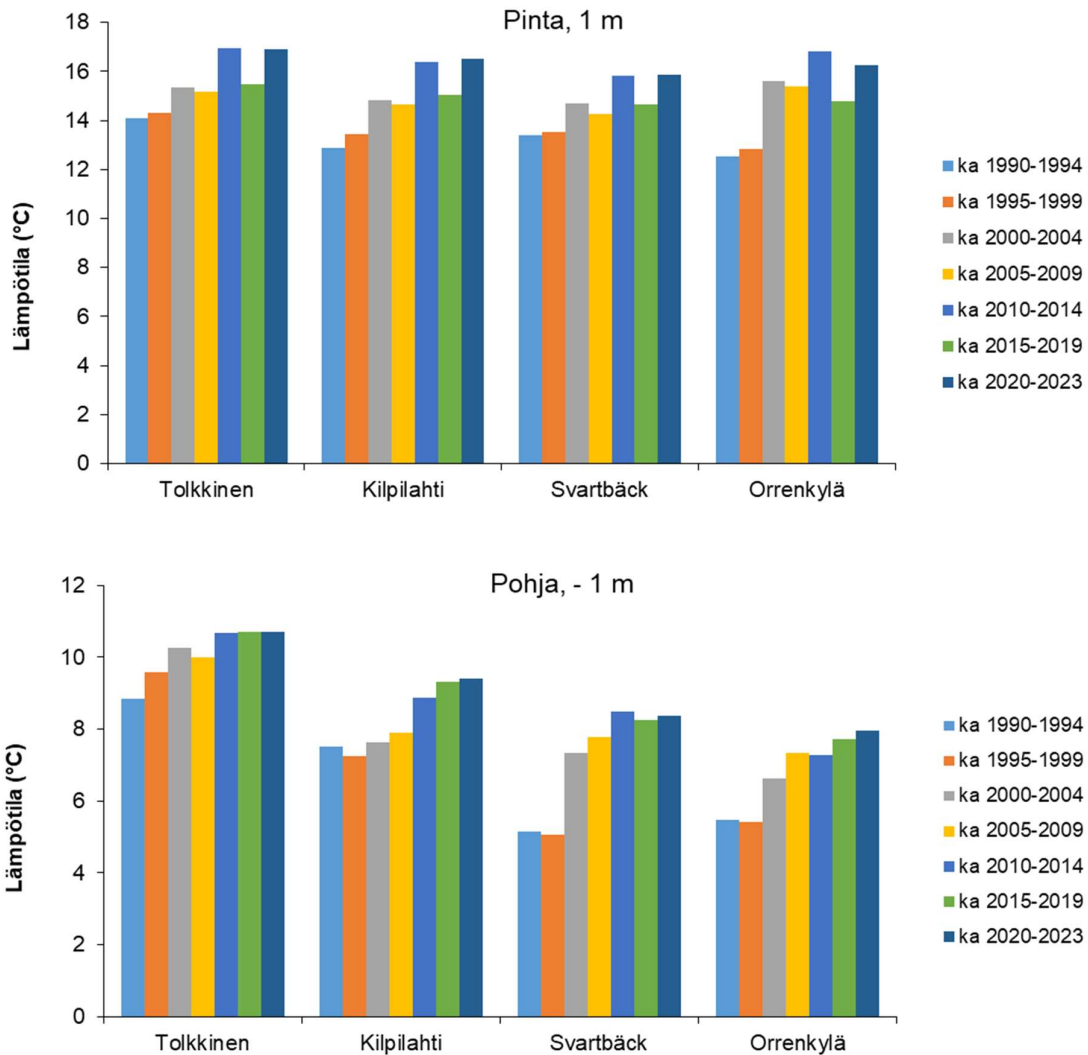 Pinta, 1 m
Lämpötila (°C)
18
16
14
12
10
8
6
4
2
0
Tolkkinen
Kilpilahti
Svartbäck
Orrenkylä
ka 1990-1994
ka 1995-1999
ka 2000-2004
ka 2005-2009
ka 2010-2014
ka 2015-2019
ka 2020-2023
Pohja, - 1 m
Lämpötila (°C)
12
10
8
6
4
2
0
Tolkkinen
Kilpilahti
Svartbäck
Orrenkylä
ka 1990-1994
ka 1995-1999
ka 2000-2004
ka 2005-2009
ka 2010-2014
ka 2015-2019
ka 2020-2023